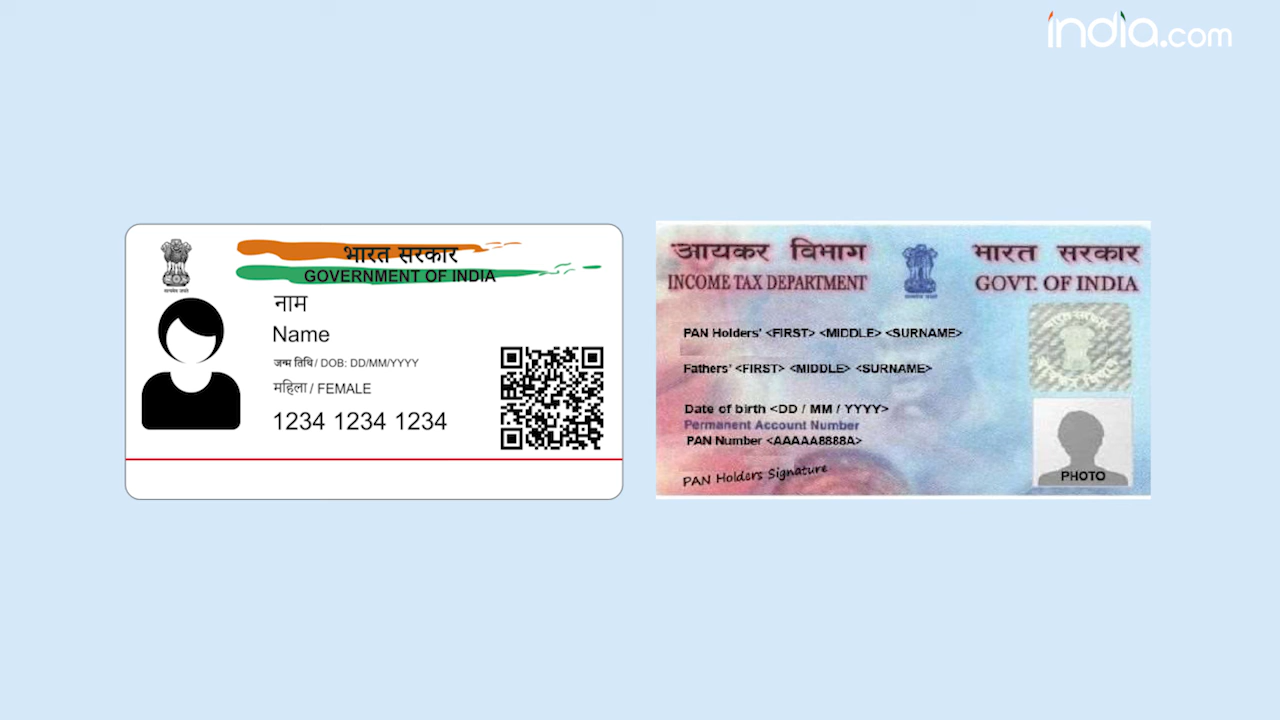 india.com
भारत सरकार
GOVERNMENT OF INDIA
नाम
Name
जन्म तिथि / DOB: DD/MM/YYYY
महिला / FEMALE
1234 1234 1234
आयकर विभाग
INCOME TAX DEPARTMENT
भारत सरकार
GOVT. OF INDIA
PAN Holders' <FIRST> <MIDDLE> <SURNAME>
Fathers' <FIRST> <MIDDLE> <SURNAME>
Date of birth <DD / MM / YYYY>
Permanent Account Number
PAN Number <AAAAA8888A>
PAN Holders Signature
PHOTO